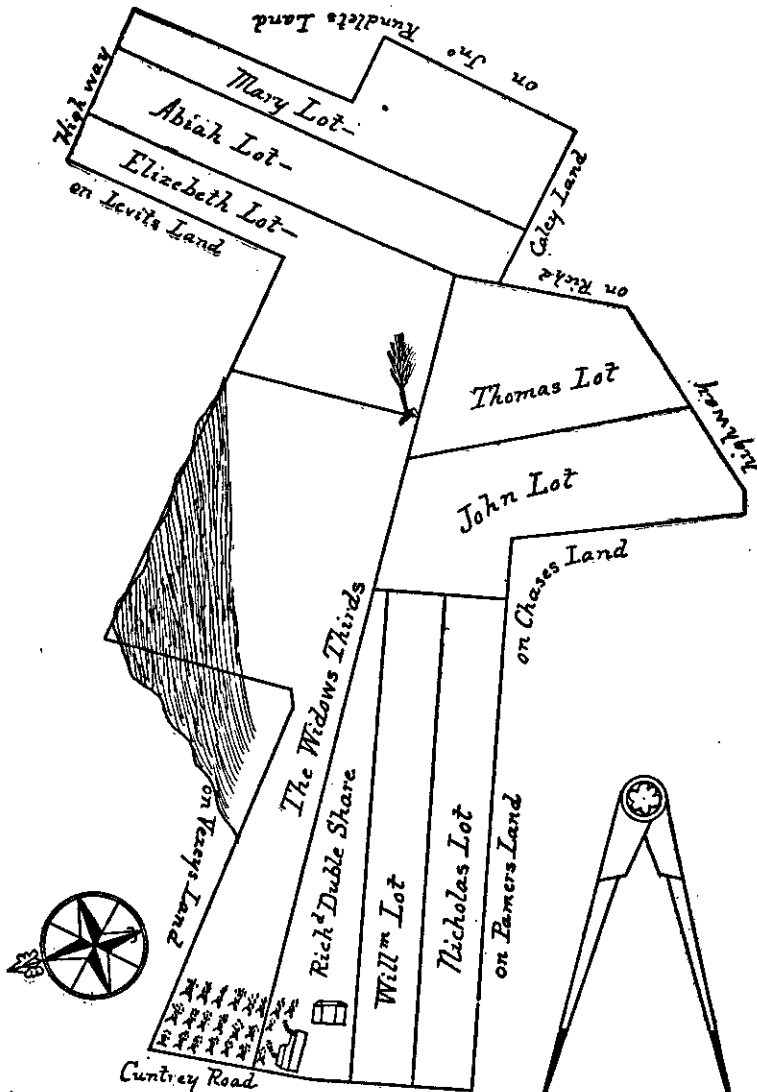 on Jnº Rundlets Land
High way
Mary Lot-
Abiah Lot-
Elizebeth Lot-
on Levits Land
on Richd Caley Land
Thomas Lot
highway
John Lot
on Chases Land
The Widows Thirds
on Vezeys Land
Richd Duble Share
Willm Lot
Nicholas Lot
on Pamers Land
Cuntrey Road